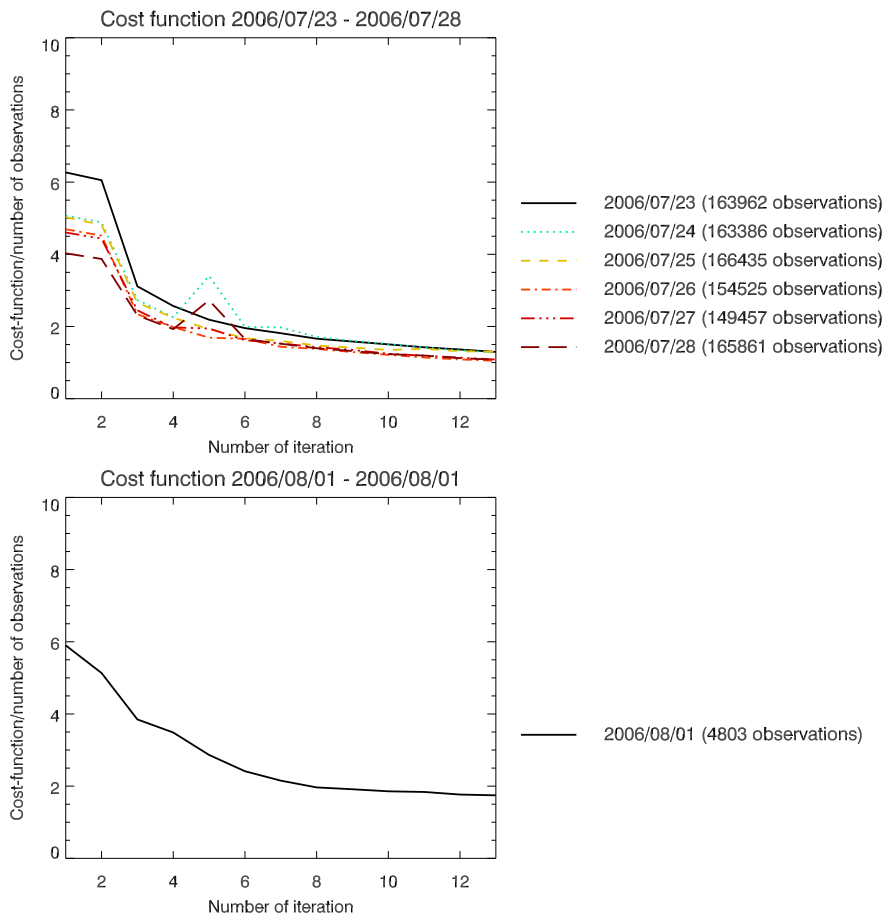 Cost function 2006/07/23 - 2006/07/28
Cost-function/number of observations
10
8
6
4
2
0
2 4 6 8 10 12
Number of iteration
2006/07/23 (163962 observations)
2006/07/24 (163386 observations)
2006/07/25 (166435 observations)
2006/07/26 (154525 observations)
2006/07/27 (149457 observations)
2006/07/28 (165861 observations)
Cost function 2006/08/01 - 2006/08/01
Cost-function/number of observations
10
8
6
4
2
0
2 4 6 8 10 12
Number of iteration
2006/08/01 (4803 observations)